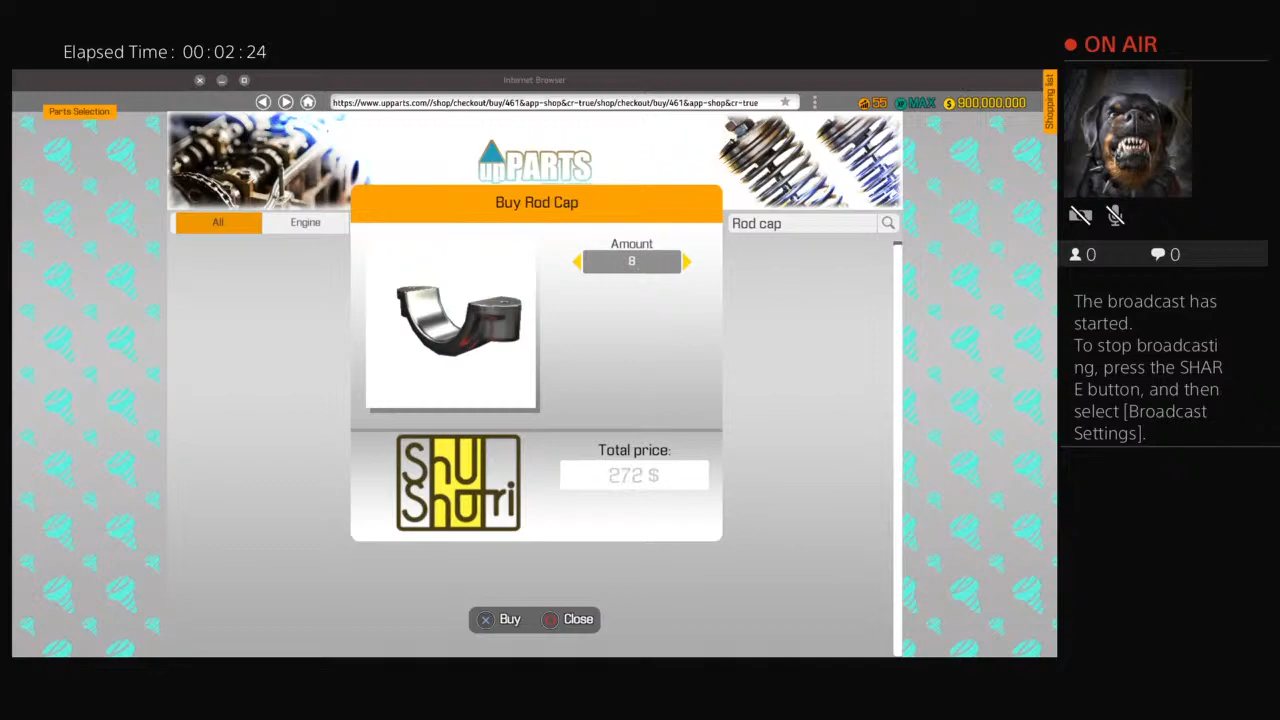 Elapsed Time: 00:02:24
ON AIR
Internet Browser
Parts Selection
https://www.upparts.com//shop/checkout/buy/461&app-shop&cr-true/shop/checkout/buy/461&app-shop&cr-true
55
MAX
$ 900.000.000
Shopping list
upPARTS
Buy Rod Cap
All
Engine
Rod cap
Amount
8
0
0
The broadcast has
started.
To stop broadcasti
ng, press the SHAR
E button, and then
select [Broadcast
Settings].
Shu
Shutri
Total price:
272 $
Buy
Close